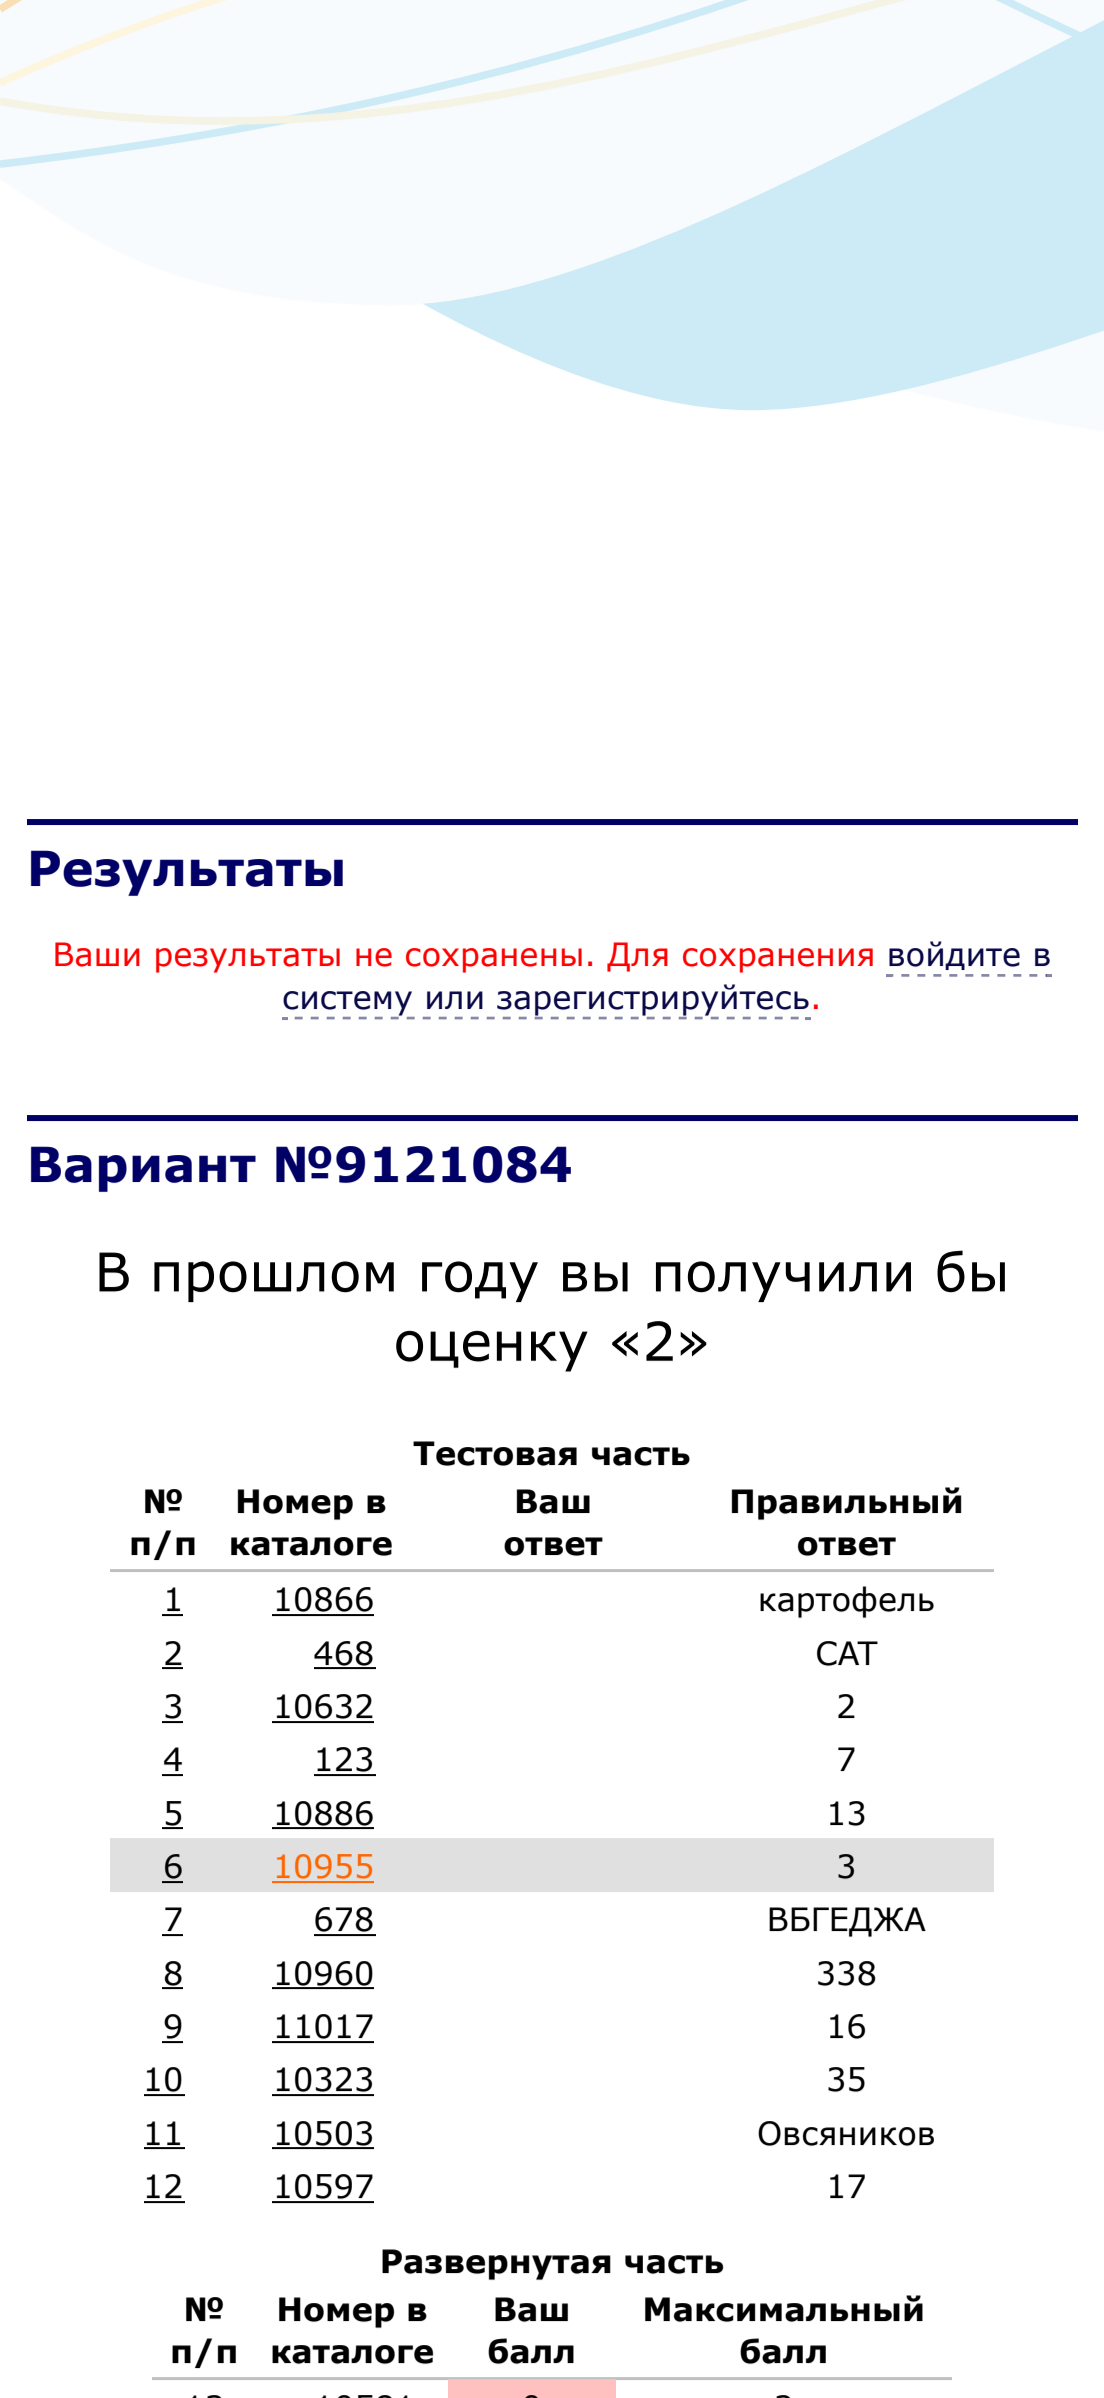 Результаты
Ваши результаты не сохранены. Для сохранения войдите в
систему или зарегистрируйтесь.
Вариант №9121084
В прошлом году вы получили бы
оценку «2»
Тестовая часть
№ Номер в Ваш Правильный
п/п каталоге ответ ответ
1 10866 картофель
2 468 САТ
3 10632 2
4 123 7
5 10886 13
6 10955 3
7 678 ВБГЕДЖА
8 10960 338
9 11017 16
10 10323 35
11 10503 Овсяников
12 10597 17
Развернутая часть
№ Номер в Ваш Максимальный
п/п каталоге балл балл